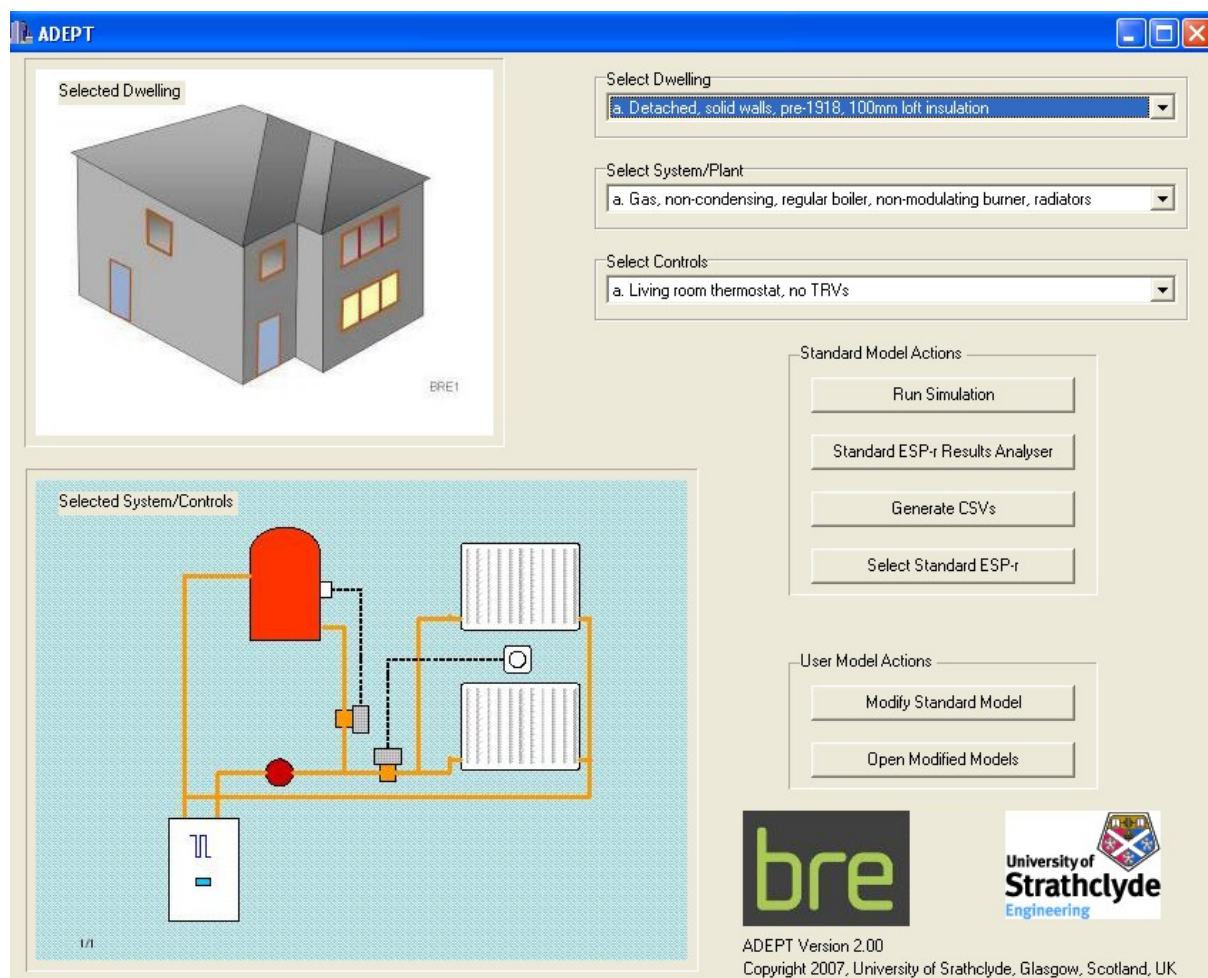 ADEPT
Selected Dwelling
BRE1
Select Dwelling
a. Detached, solid walls, pre-1918, 100mm loft insulation
Select System/Plant
a. Gas, non-condensing, regular boiler, non-modulating burner, radiators
Select Controls
a. Living room thermostat, no TRVs
Standard Model Actions
Run Simulation
Standard ESP-r Results Analyser
Generate CSVs
Select Standard ESP-r
Selected System/Controls
1/1
User Model Actions
Modify Standard Model
Open Modified Models
bre
University of
Strathclyde
Engineering
ADEPT Version 2.00
Copyright 2007, University of Srathclyde, Glasgow, Scotland, UK